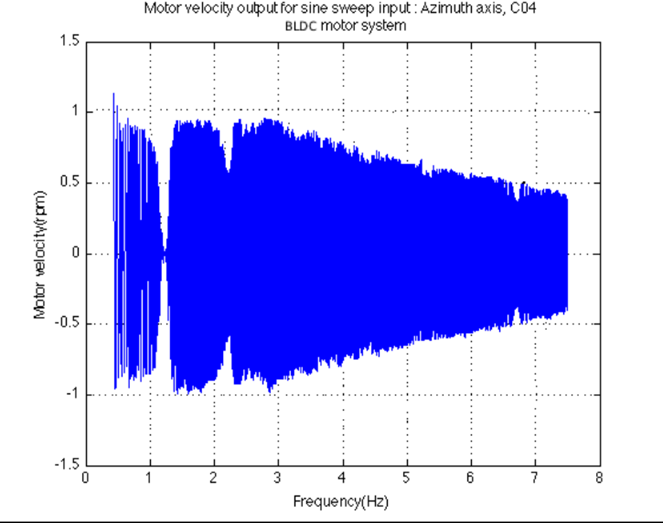 Motor velocity output for sine sweep input : Azimuth axis, C04
BLDC motor system
1.5
1
0.5
0
-0.5
-1
-1.5
Motor velocity(rpm)
0 1 2 3 4 5 6 7 8
Frequency(Hz)